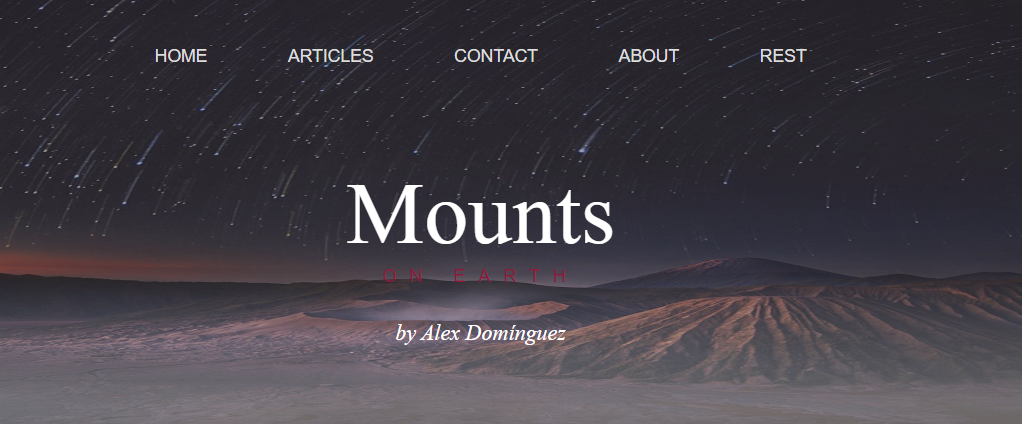 HOME ARTICLES CONTACT ABOUT REST
Mounts
ON EARTH
by Alex Domínguez